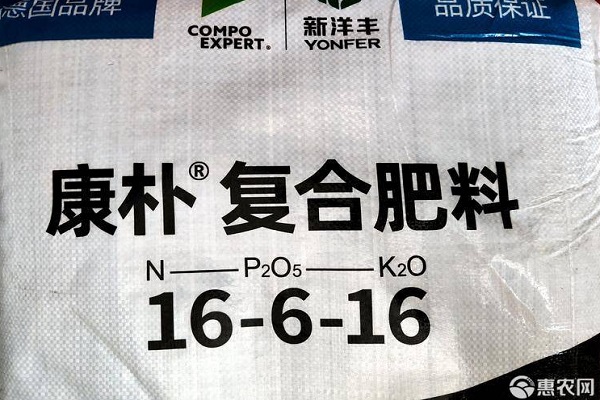 德国品牌
COMPO
EXPERT®
新洋丰
YONFER
品质保证
康朴®复合肥料
N——P₂O₅——K₂O
16-6-16
惠农网